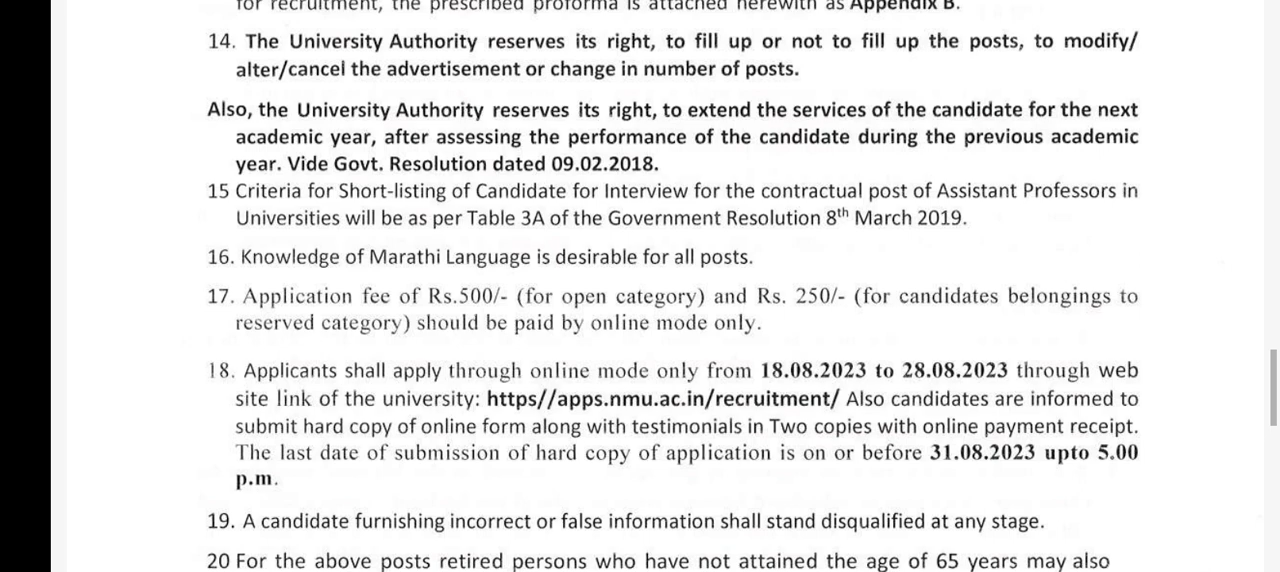 for recruitment, the prescribed proforma is attached herewith as Appendix B.
14. The University Authority reserves its right, to fill up or not to fill up the posts, to modify/
alter/cancel the advertisement or change in number of posts.
Also, the University Authority reserves its right, to extend the services of the candidate for the next
academic year, after assessing the performance of the candidate during the previous academic
year. Vide Govt. Resolution dated 09.02.2018.
15 Criteria for Short-listing of Candidate for Interview for the contractual post of Assistant Professors in
Universities will be as per Table 3A of the Government Resolution 8th March 2019.
16. Knowledge of Marathi Language is desirable for all posts.
17. Application fee of Rs.500/- (for open category) and Rs. 250/- (for candidates belongings to
reserved category) should be paid by online mode only.
18. Applicants shall apply through online mode only from 18.08.2023 to 28.08.2023 through web
site link of the university: https//apps.nmu.ac.in/recruitment/ Also candidates are informed to
submit hard copy of online form along with testimonials in Two copies with online payment receipt.
The last date of submission of hard copy of application is on or before 31.08.2023 upto 5.00
p.m.
19. A candidate furnishing incorrect or false information shall stand disqualified at any stage.
20 For the above posts retired persons who have not attained the age of 65 years may also